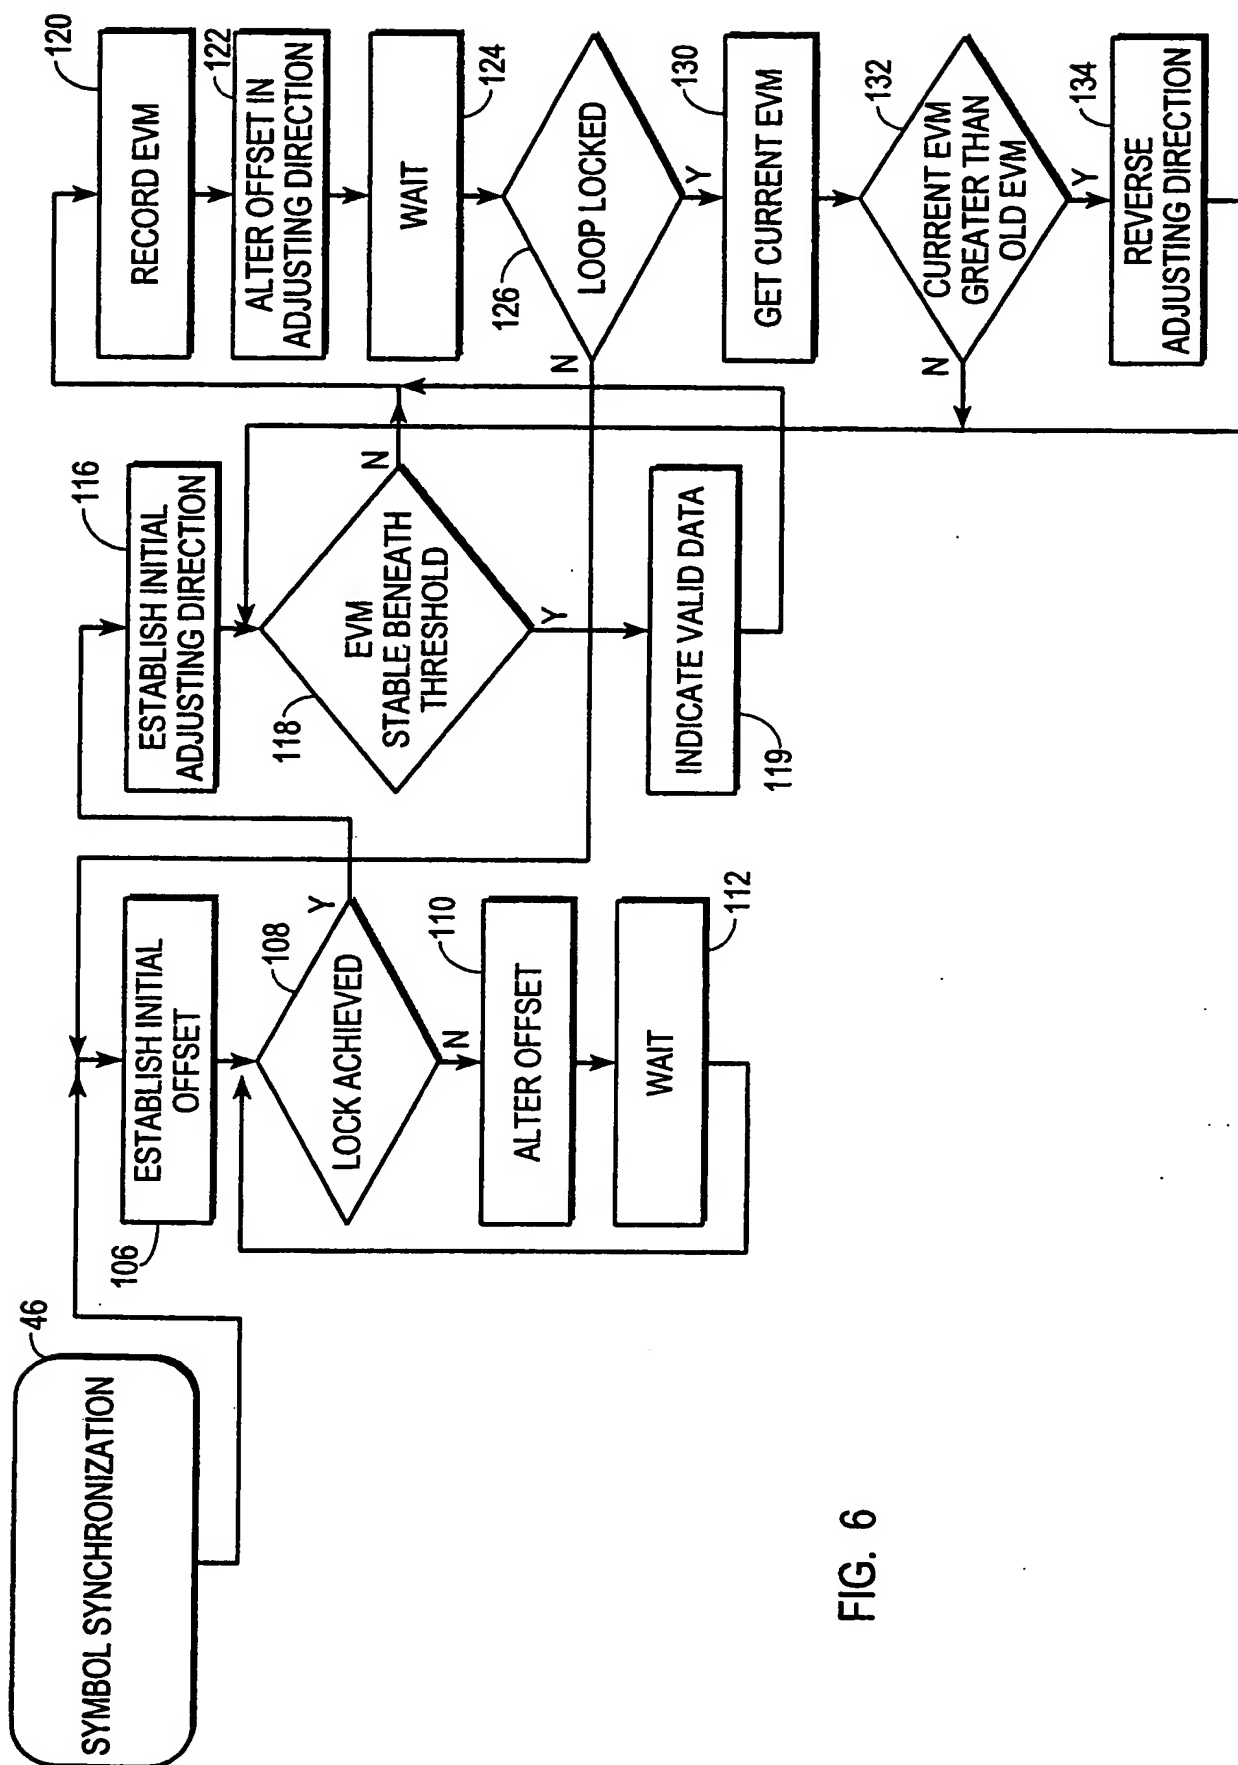 SYMBOL SYNCHRONIZATION
46
ESTABLISH INITIAL
OFFSET
106
LOCK ACHIEVED
108
Y
N
ALTER OFFSET
110
WAIT
112
ESTABLISH INITIAL
ADJUSTING DIRECTION
116
EVM
STABLE BENEATH
THRESHOLD
118
N
Y
INDICATE VALID DATA
119
RECORD EVM
120
ALTER OFFSET IN
ADJUSTING DIRECTION
122
WAIT
124
LOOP LOCKED
126
N
Y
GET CURRENT EVM
130
CURRENT EVM
GREATER THAN
OLD EVM
132
N
Y
REVERSE
ADJUSTING DIRECTION
134
FIG. 6